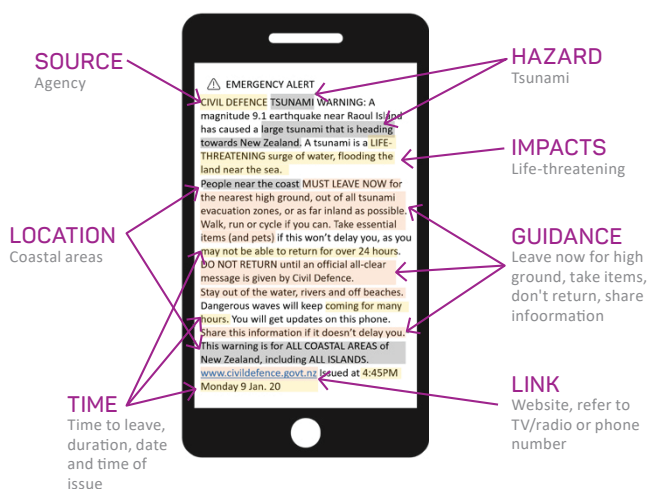 SOURCE
Agency
LOCATION
Coastal areas
TIME
Time to leave,
duration, date
and time of
issue
EMERGENCY ALERT
CIVIL DEFENCE TSUNAMI WARNING: A
magnitude 9.1 earthquake near Raoul Island
has caused a large tsunami that is heading
towards New Zealand. A tsunami is a LIFE-
THREATENING surge of water, flooding the
land near the sea.
People near the coast MUST LEAVE NOW for
the nearest high ground, out of all tsunami
evacuation zones, or as far inland as possible.
Walk, run or cycle if you can. Take essential
items (and pets) if this won't delay you, as you
may not be able to return for over 24 hours.
DO NOT RETURN until an official all-clear
message is given by Civil Defence.
Stay out of the water, rivers and off beaches.
Dangerous waves will keep coming for many
hours. You will get updates on this phone.
Share this information if it doesn't delay you.
This warning is for ALL COASTAL AREAS of
New Zealand, including ALL ISLANDS.
www.civildefence.govt.nz Issued at 4:45PM
Monday 9 Jan. 20
HAZARD
Tsunami
IMPACTS
Life-threatening
GUIDANCE
Leave now for high
ground, take items,
don't return, share
infoormation
LINK
Website, refer to
TV/radio or phone
number